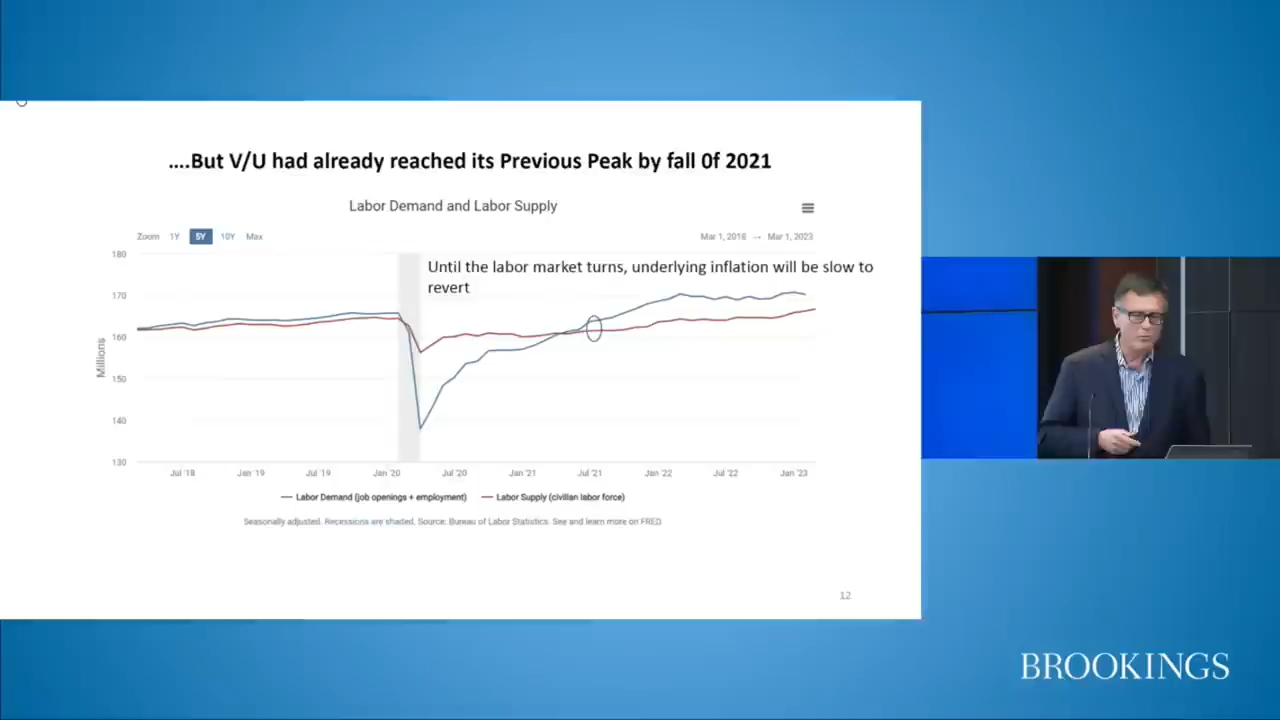 ....But V/U had already reached its Previous Peak by fall 0f 2021
Labor Demand and Labor Supply
Zoom 1Y 5Y 10Y Max
Mar 1, 2018 → Mar 1, 2023
Until the labor market turns, underlying inflation will be slow to
revert
180
170
160
150
140
130
Millions
Jul '18 Jan '19 Jul '19 Jan '20 Jul '20 Jan '21 Jul '21 Jan '22 Jul '22 Jan '23
Labor Demand (job openings + employment) Labor Supply (civilian labor force)
Seasonally adjusted. Recessions are shaded. Source: Bureau of Labor Statistics. See and learn more on FRED
12
BROOKINGS